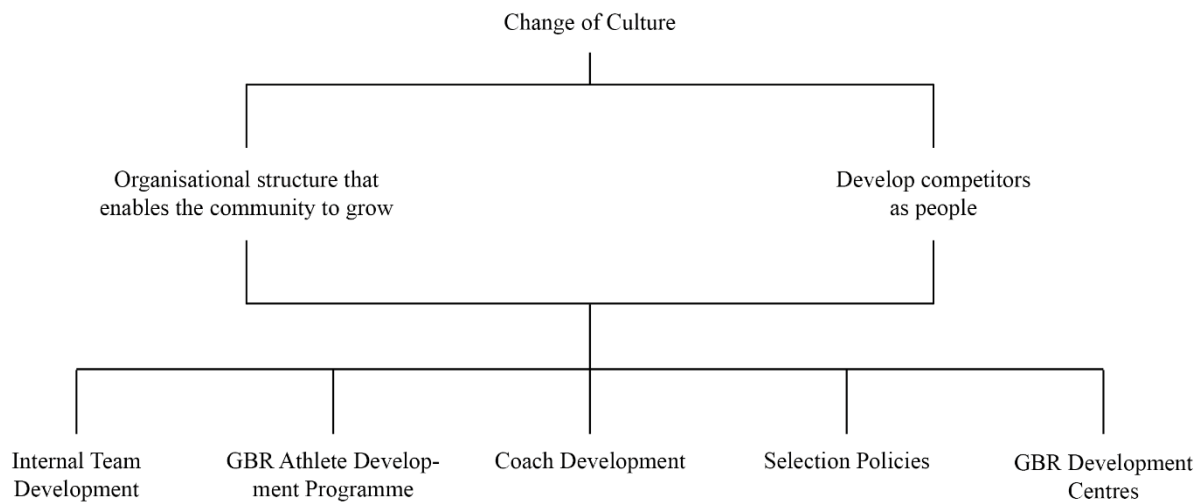 Change of Culture
Organisational structure that
enables the community to grow
Develop competitors
as people
Internal Team
Development
GBR Athlete Develop-
ment Programme
Coach Development
Selection Policies
GBR Development
Centres